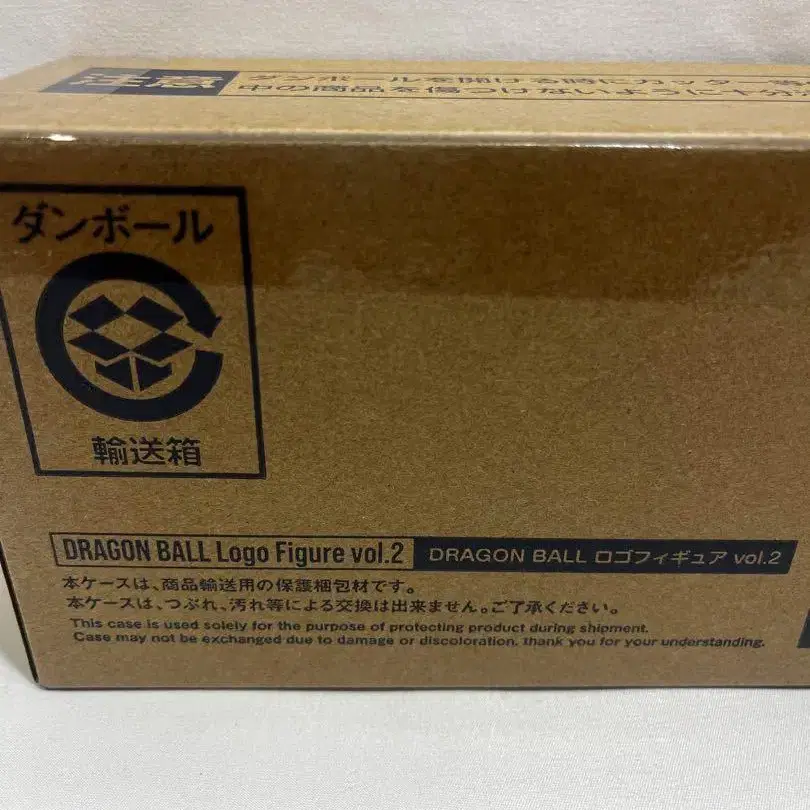 注意
ダンボールを開ける時にカッター
中の商品を傷つけないように十分
ダンボール
輸送箱
DRAGON BALL Logo Figure vol.2 DRAGON BALL ロゴフィギュア vol.2
本ケースは、商品輸送用の保護梱包材です。
本ケースは、つぶれ、汚れ等による交換は出来ません。ご了承ください。
This case is used solely for the purpose of protecting product during shipment.
Case may not be exchanged due to damage or discoloration. thank you for your understanding.